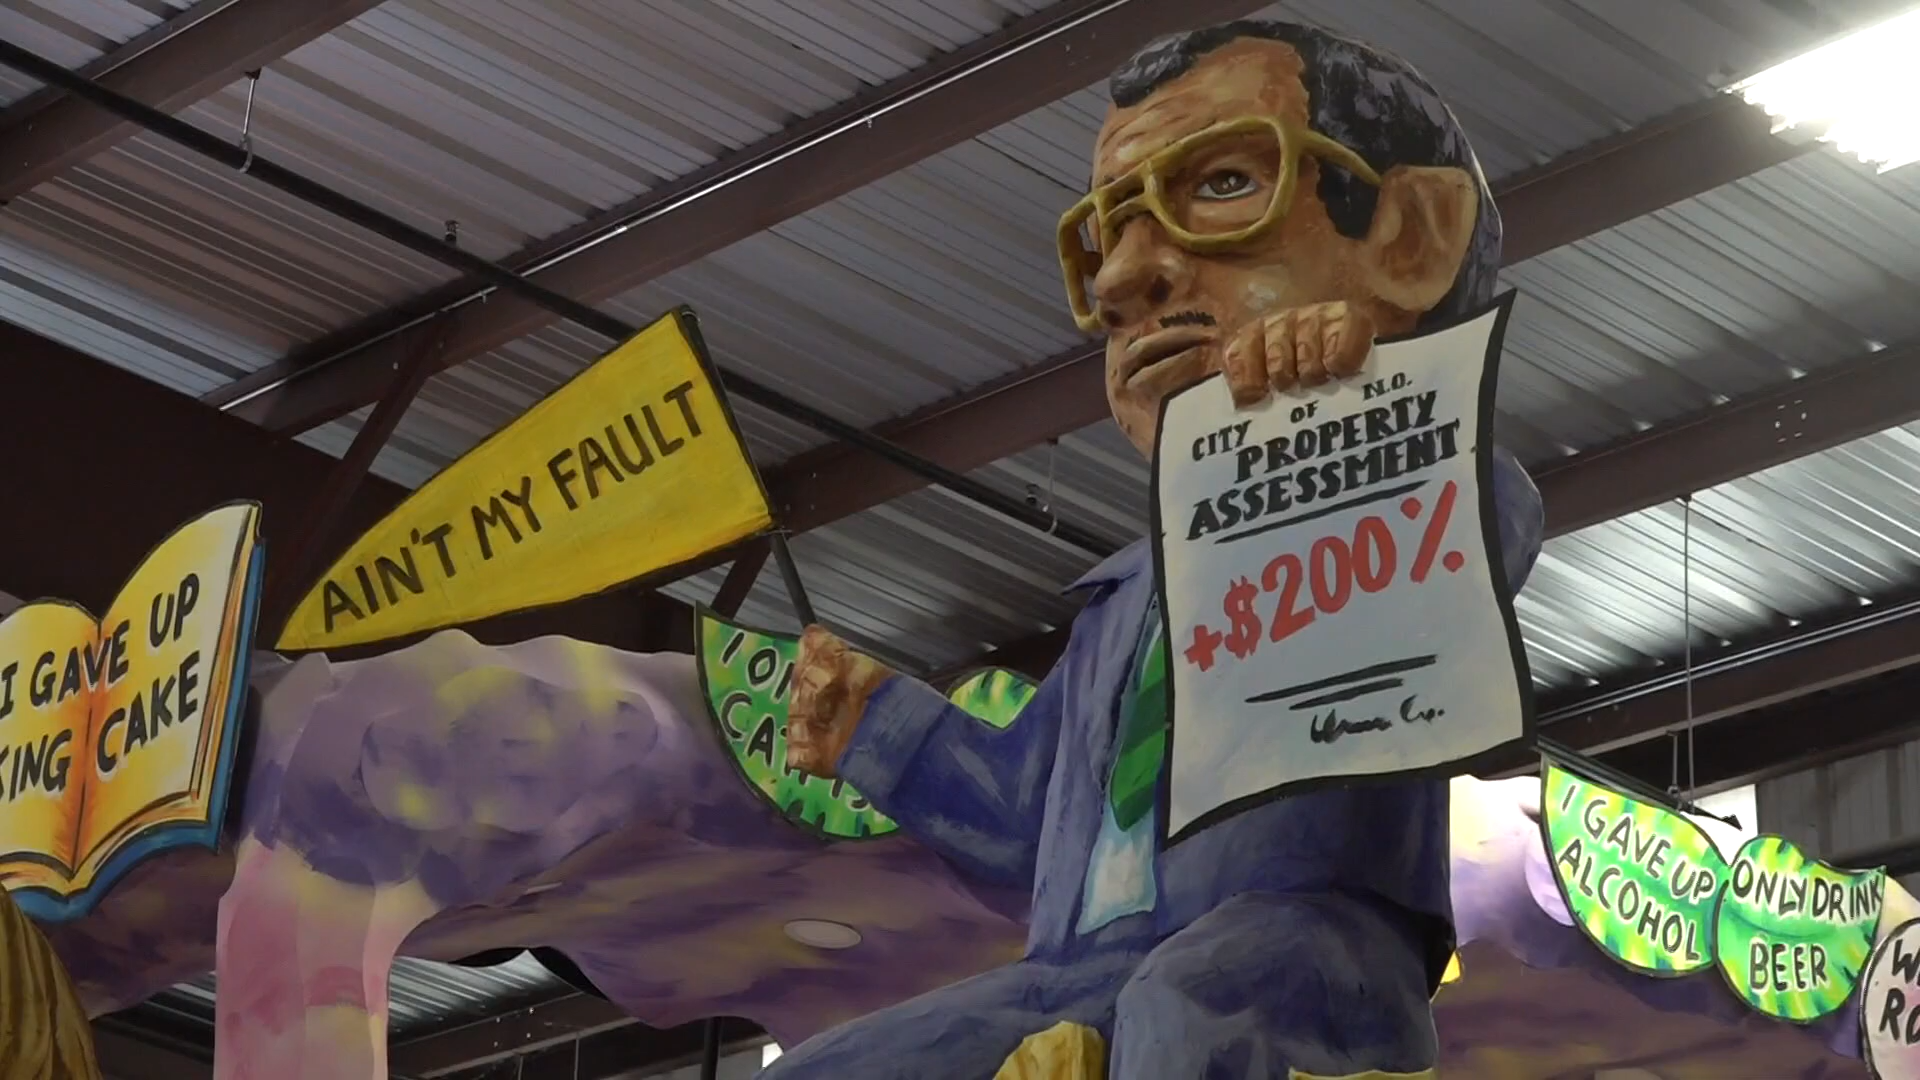 AIN'T MY FAULT
CITY OF N.O.
PROPERTY
ASSESSMENT
+$200%
I GAVE UP
KING CAKE
I GAVE UP
ALCOHOL
ONLY DRINK
BEER